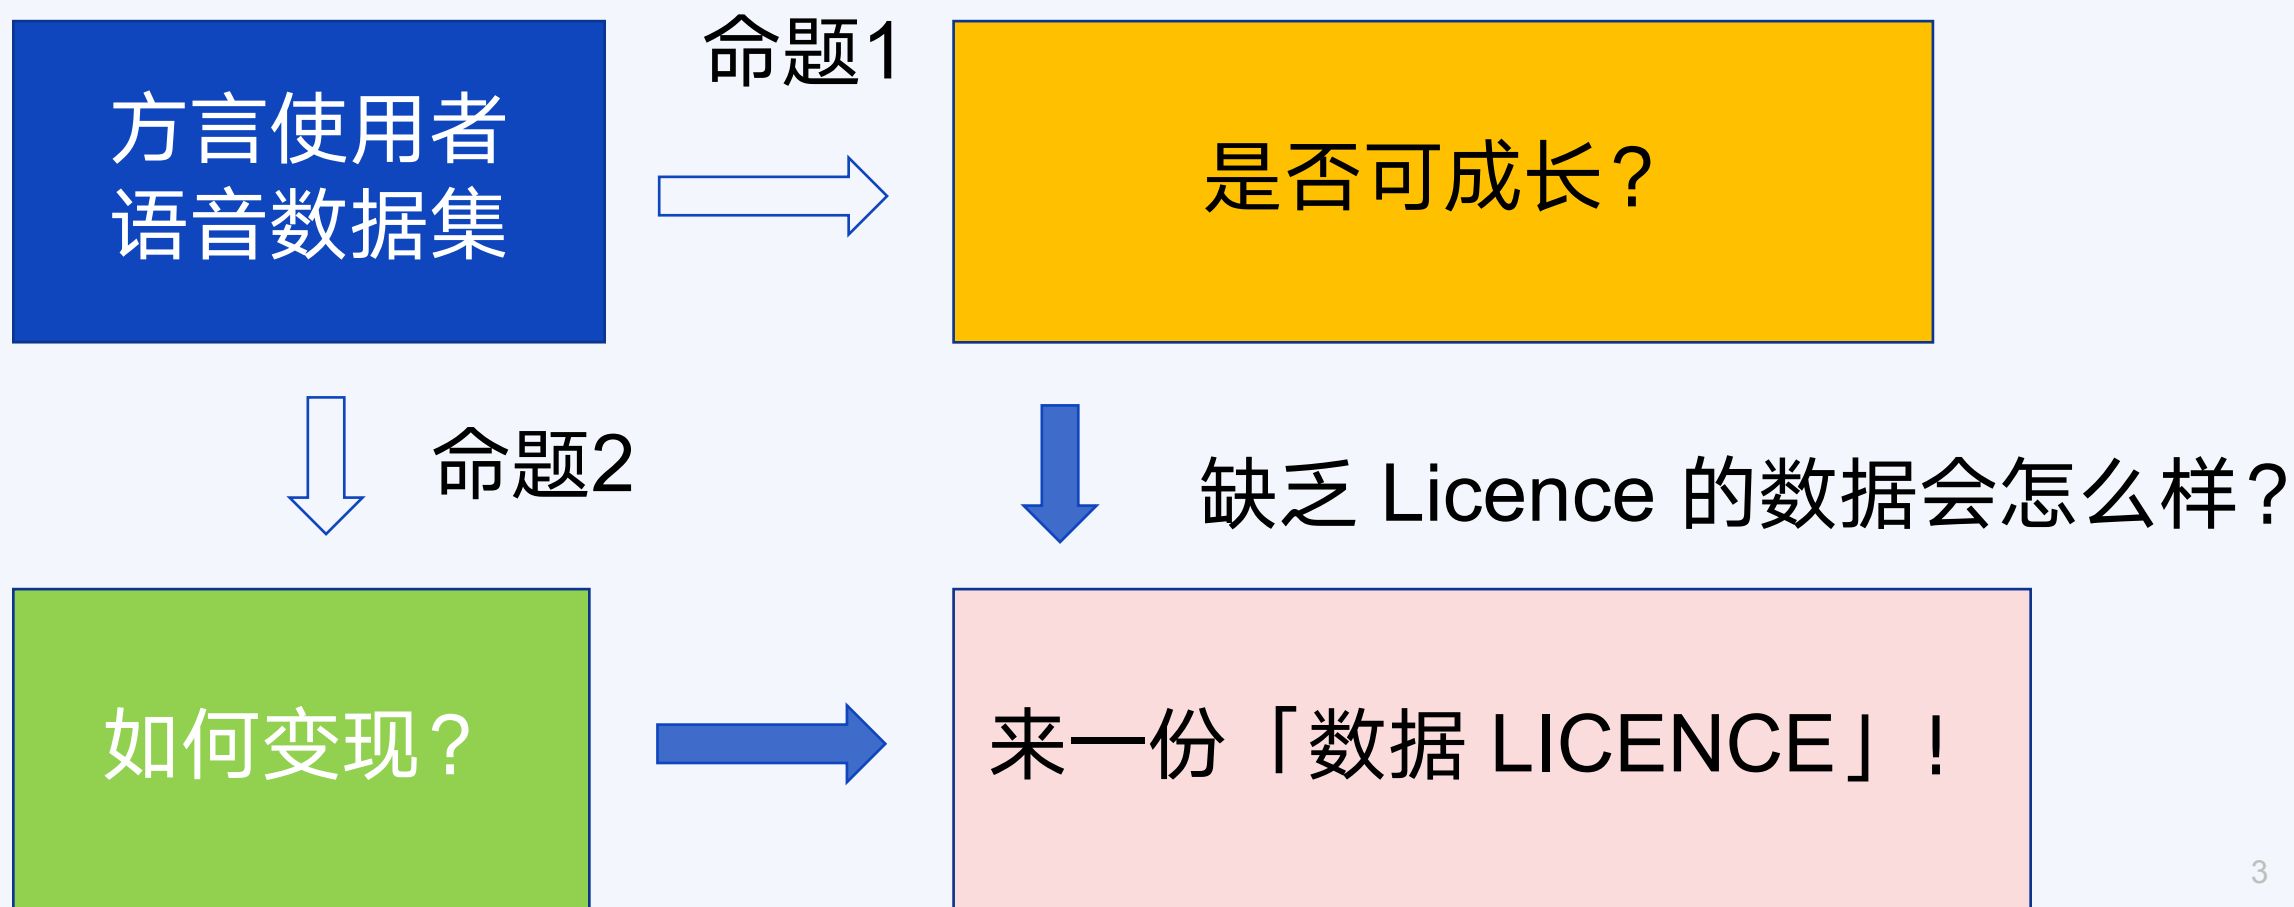 命题1
方言使用者
语音数据集
是否可成长？
命题2
缺乏 Licence 的数据会怎么样？
如何变现？
来一份「数据 LICENCE」！
3